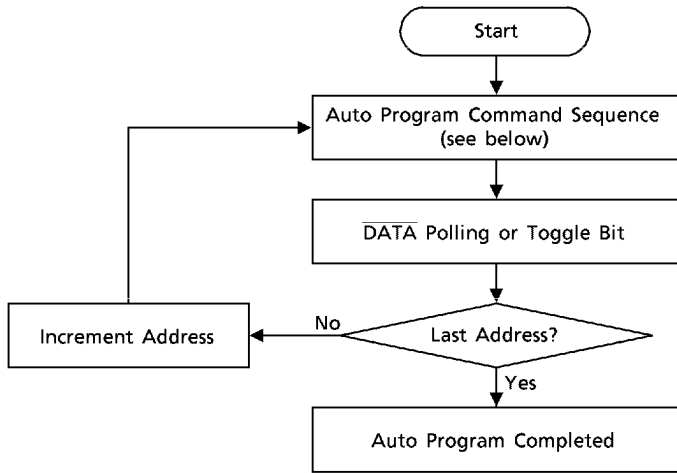 Start
Auto Program Command Sequence
(see below)
D̅A̅T̅A̅ Polling or Toggle Bit
Last Address?
No
Increment Address
Yes
Auto Program Completed